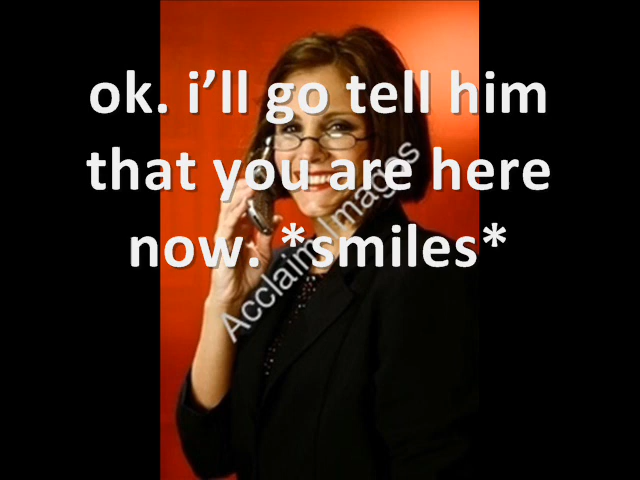 ok. i’ll go tell him
that you are here
now. *smiles*
Acclaim Images